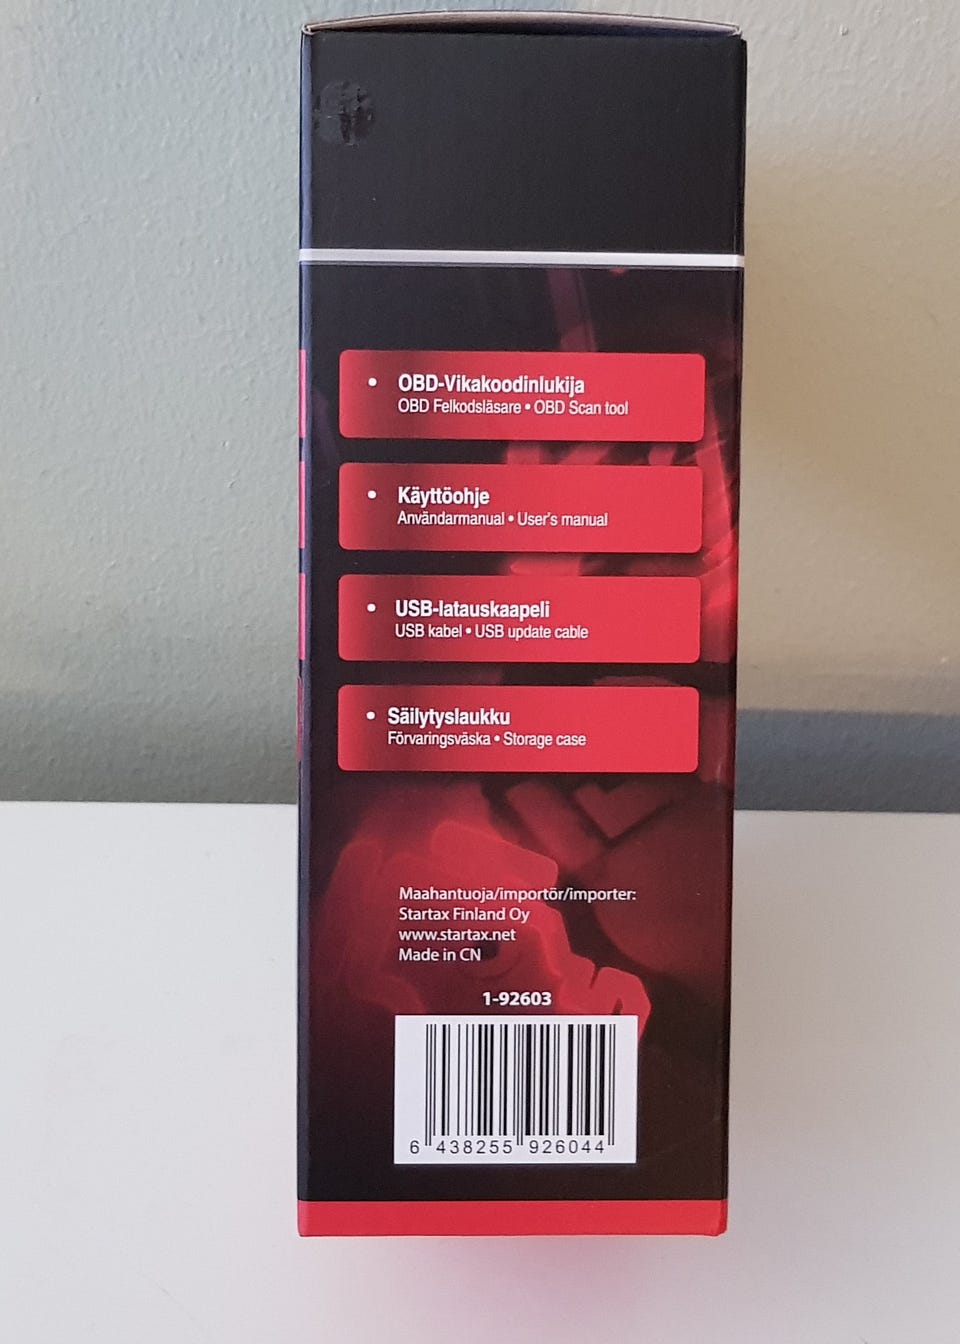 • OBD-Vikakoodinlukija
OBD Felkodsläsare • OBD Scan tool
• Käyttöohje
Användarmanual • User's manual
• USB-latauskaapeli
USB kabel • USB update cable
• Säilytyslaukku
Förvaringsväska • Storage case
Maahantuoja/importör/importer:
Startax Finland Oy
www.startax.net
Made in CN
1-92603
6 438255 926044